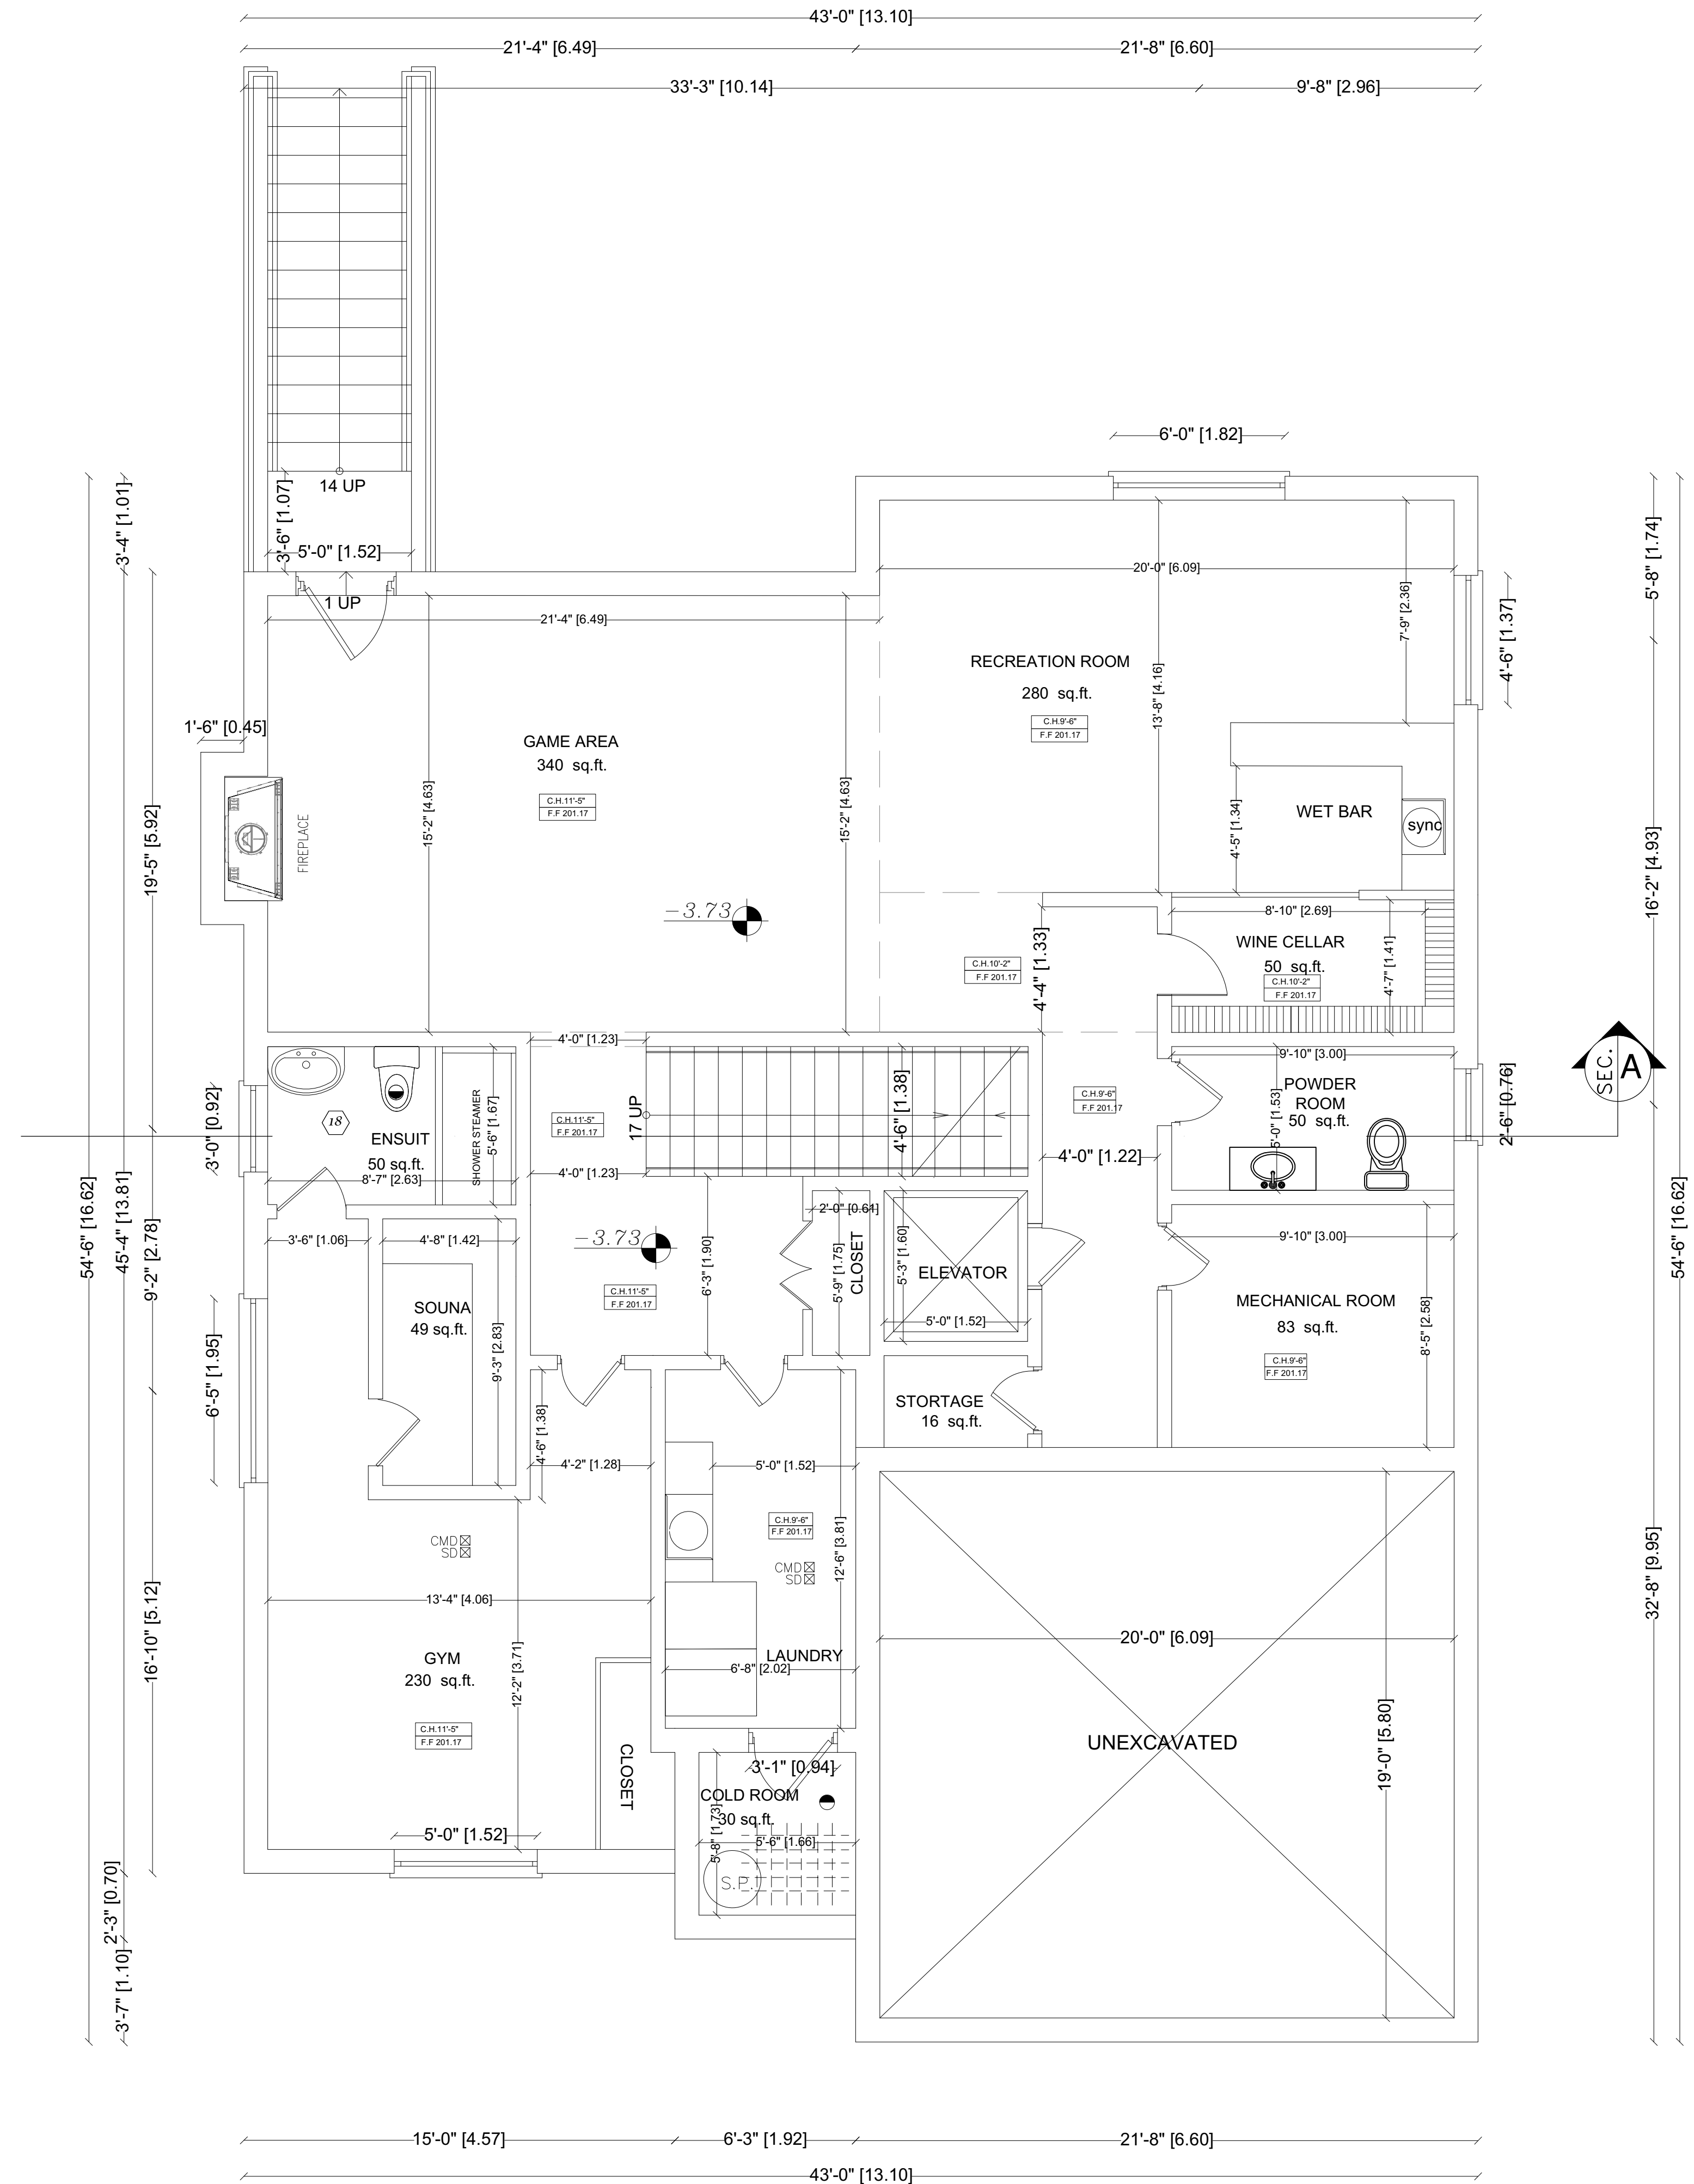 43'-0" [13.10]
21'-4" [6.49]
21'-8" [6.60]
33'-3" [10.14]
9'-8" [2.96]
6'-0" [1.82]
14 UP
3'-6" [1.07]
5'-0" [1.52]
1 UP
3'-4" [1.01]
5'-8" [1.74]
20'-0" [6.09]
21'-4" [6.49]
7'-9" [2.36]
4'-6" [1.37]
RECREATION ROOM
280 sq.ft.
C.H.9'-6"
F.F 201.17
13'-8" [4.16]
1'-6" [0.45]
GAME AREA
340 sq.ft.
C.H.11'-5"
F.F 201.17
15'-2" [4.63]
15'-2" [4.63]
FIREPLACE
19'-5" [5.92]
WET BAR
sync
4'-5" [1.34]
16'-2" [4.93]
-3.73
8'-10" [2.69]
WINE CELLAR
50 sq.ft.
C.H.10'-2"
F.F 201.17
4'-7" [1.41]
C.H.10'-2"
F.F 201.17
4'-4" [1.33]
4'-0" [1.23]
9'-10" [3.00]
SEC.
A
3'-0" [0.92]
18
ENSUIT
50 sq.ft.
8'-7" [2.63]
SHOWER STEAMER
5'-6" [1.67]
C.H.11'-5"
F.F 201.17
17 UP
4'-6" [1.38]
C.H.9'-6"
F.F 201.17
POWDER
ROOM
50 sq.ft.
5'-0" [1.53]
2'-6" [0.76]
4'-0" [1.22]
4'-0" [1.23]
54'-6" [16.62]
45'-4" [13.81]
9'-2" [2.78]
3'-6" [1.06]
4'-8" [1.42]
-3.73
6'-3" [1.90]
2'-0" [0.61]
5'-9" [1.75]
CLOSET
5'-3" [1.60]
ELEVATOR
5'-0" [1.52]
9'-10" [3.00]
54'-6" [16.62]
C.H.11'-5"
F.F 201.17
SOUNA
49 sq.ft.
9'-3" [2.83]
MECHANICAL ROOM
83 sq.ft.
C.H.9'-6"
F.F 201.17
8'-5" [2.58]
6'-5" [1.95]
STORTAGE
16 sq.ft.
4'-6" [1.38]
4'-2" [1.28]
5'-0" [1.52]
C.H.9'-6"
F.F 201.17
12'-6" [3.81]
CMD
SD
CMD
SD
32'-8" [9.95]
13'-4" [4.06]
16'-10" [5.12]
20'-0" [6.09]
GYM
230 sq.ft.
12'-2" [3.71]
LAUNDRY
6'-8" [2.02]
C.H.11'-5"
F.F 201.17
UNEXCAVATED
19'-0" [5.80]
CLOSET
3'-1" [0.94]
COLD ROOM
30 sq.ft.
5'-8" [1.73]
5'-6" [1.66]
S.P.
5'-0" [1.52]
2'-3" [0.70]
3'-7" [1.10]
15'-0" [4.57]
6'-3" [1.92]
21'-8" [6.60]
43'-0" [13.10]